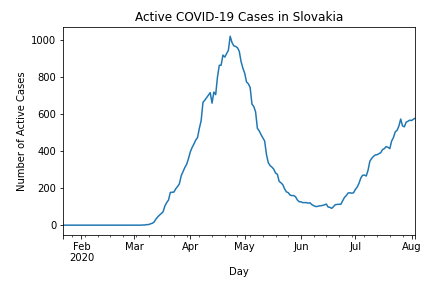 Active COVID-19 Cases in Slovakia
1000
800
600
400
200
0
Number of Active Cases
Feb Mar Apr May Jun Jul Aug
2020
Day